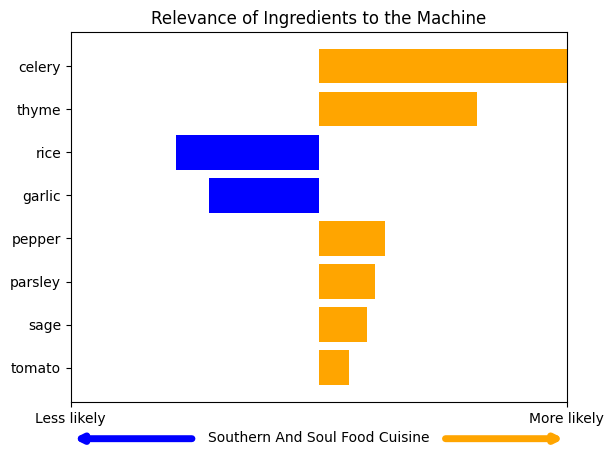 Relevance of Ingredients to the Machine
celery
thyme
rice
garlic
pepper
parsley
sage
tomato
Less likely More likely
Southern And Soul Food Cuisine